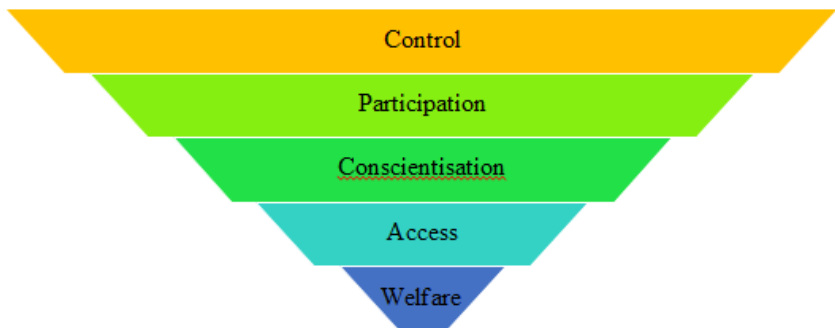 Control
Participation
Conscientisation
Access
Welfare